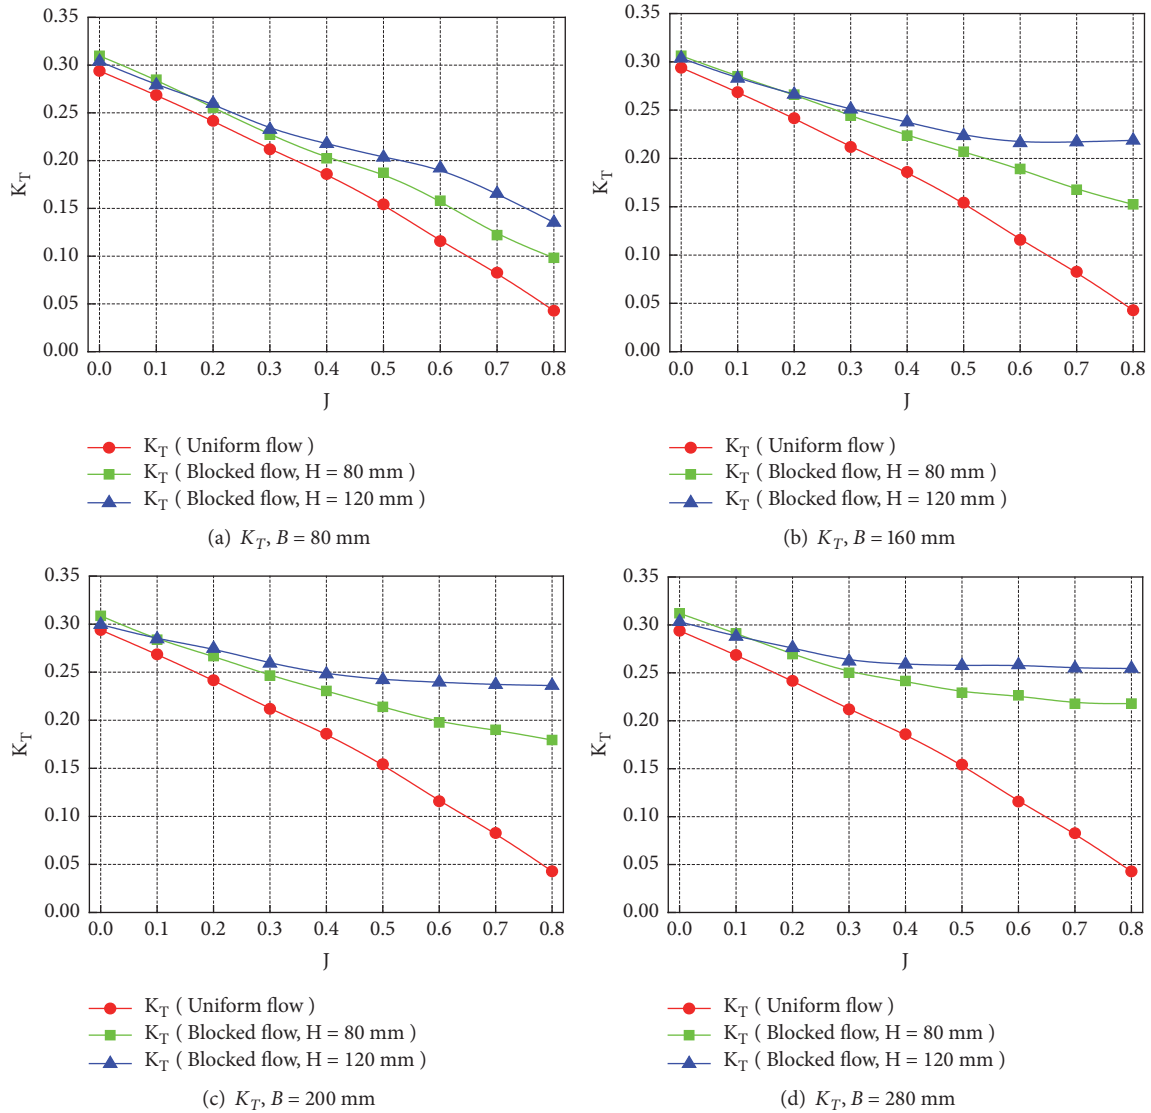 0.35
0.30
0.25
0.20
0.15
0.10
0.05
0.00
K_T
0.0 0.1 0.2 0.3 0.4 0.5 0.6 0.7 0.8
J
K_T ( Uniform flow )
K_T ( Blocked flow, H = 80 mm )
K_T ( Blocked flow, H = 120 mm )
(a) K_T, B = 80 mm
0.35
0.30
0.25
0.20
0.15
0.10
0.05
0.00
K_T
0.0 0.1 0.2 0.3 0.4 0.5 0.6 0.7 0.8
J
K_T ( Uniform flow )
K_T ( Blocked flow, H = 80 mm )
K_T ( Blocked flow, H = 120 mm )
(b) K_T, B = 160 mm
0.35
0.30
0.25
0.20
0.15
0.10
0.05
0.00
K_T
0.0 0.1 0.2 0.3 0.4 0.5 0.6 0.7 0.8
J
K_T ( Uniform flow )
K_T ( Blocked flow, H = 80 mm )
K_T ( Blocked flow, H = 120 mm )
(c) K_T, B = 200 mm
0.35
0.30
0.25
0.20
0.15
0.10
0.05
0.00
K_T
0.0 0.1 0.2 0.3 0.4 0.5 0.6 0.7 0.8
J
K_T ( Uniform flow )
K_T ( Blocked flow, H = 80 mm )
K_T ( Blocked flow, H = 120 mm )
(d) K_T, B = 280 mm